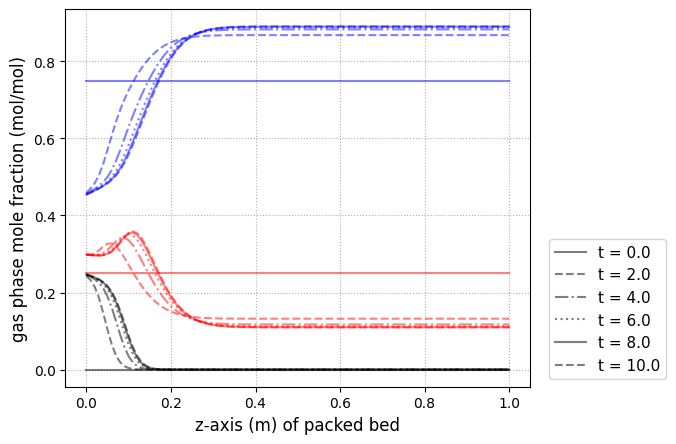 gas phase mole fraction (mol/mol)
0.8
0.6
0.4
0.2
0.0
0.0 0.2 0.4 0.6 0.8 1.0
z-axis (m) of packed bed
t = 0.0
t = 2.0
t = 4.0
t = 6.0
t = 8.0
t = 10.0